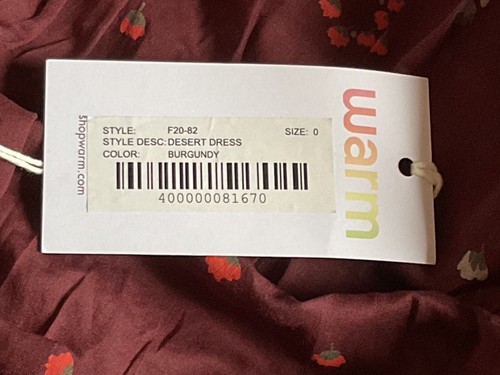 warm
STYLE: F20-82 SIZE: 0
STYLE DESC: DESERT DRESS
COLOR: BURGUNDY
400000081670
shopwarm.com